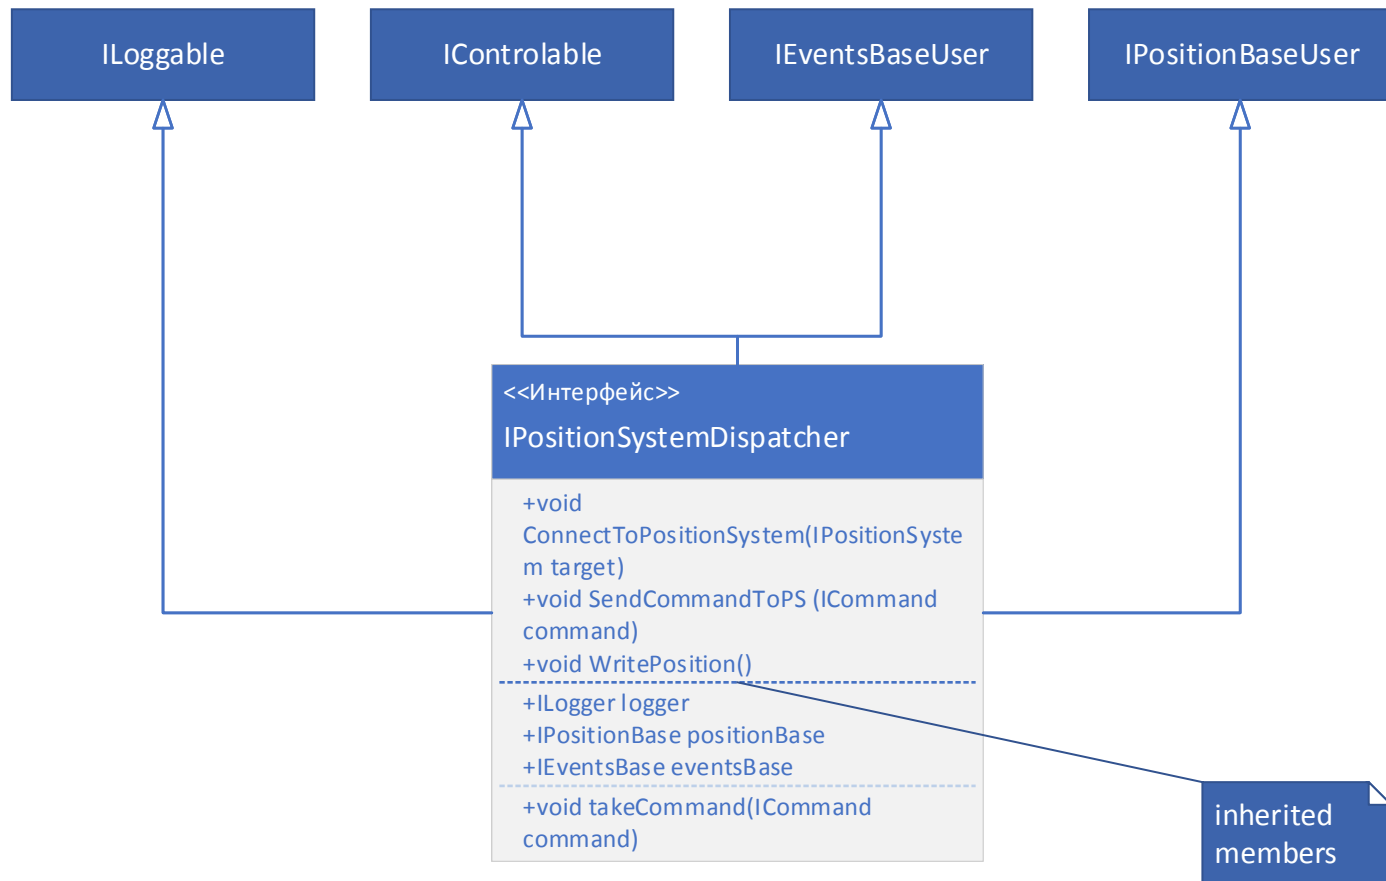 ILoggable
IControlable
IEventsBaseUser
IPositionBaseUser
<<Интерфейс>>
IPositionSystemDispatcher
+void
ConnectToPositionSystem(IPositionSyste
m target)
+void SendCommandToPS (ICommand
command)
+void WritePosition()
+ILogger logger
+IPositionBase positionBase
+IEventsBase eventsBase
+void takeCommand(ICommand
command)
inherited
members